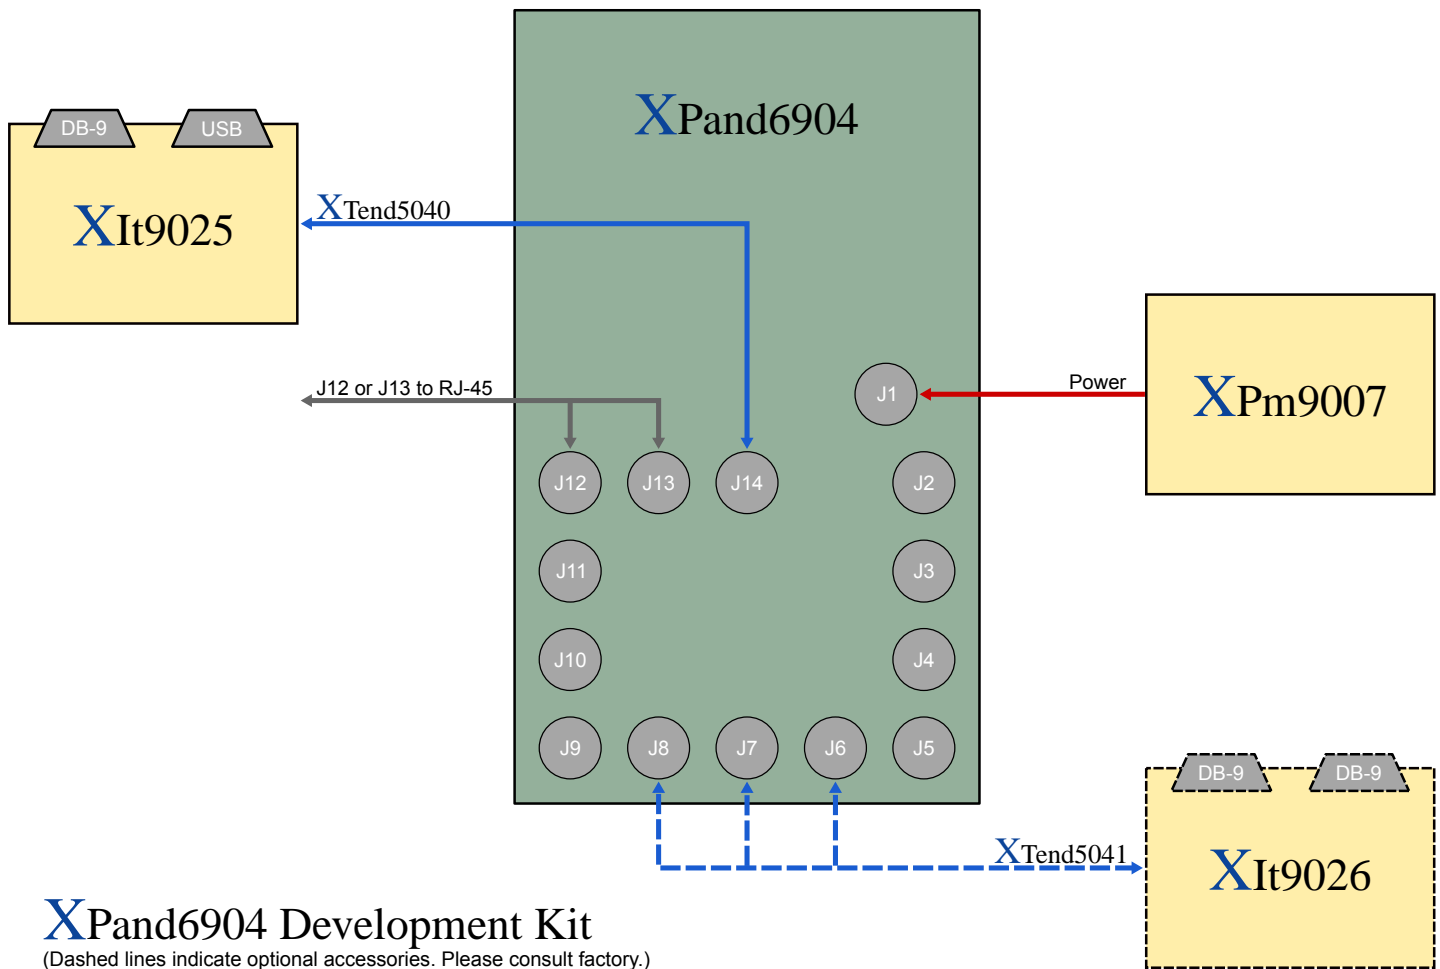 XPand6904
DB-9
USB
XIt9025
XTend5040
J12 or J13 to RJ-45
J1
Power
XPm9007
J12
J13
J14
J2
J11
J3
J10
J4
J9
J8
J7
J6
J5
DB-9
DB-9
XTend5041
XIt9026
XPand6904 Development Kit
(Dashed lines indicate optional accessories. Please consult factory.)